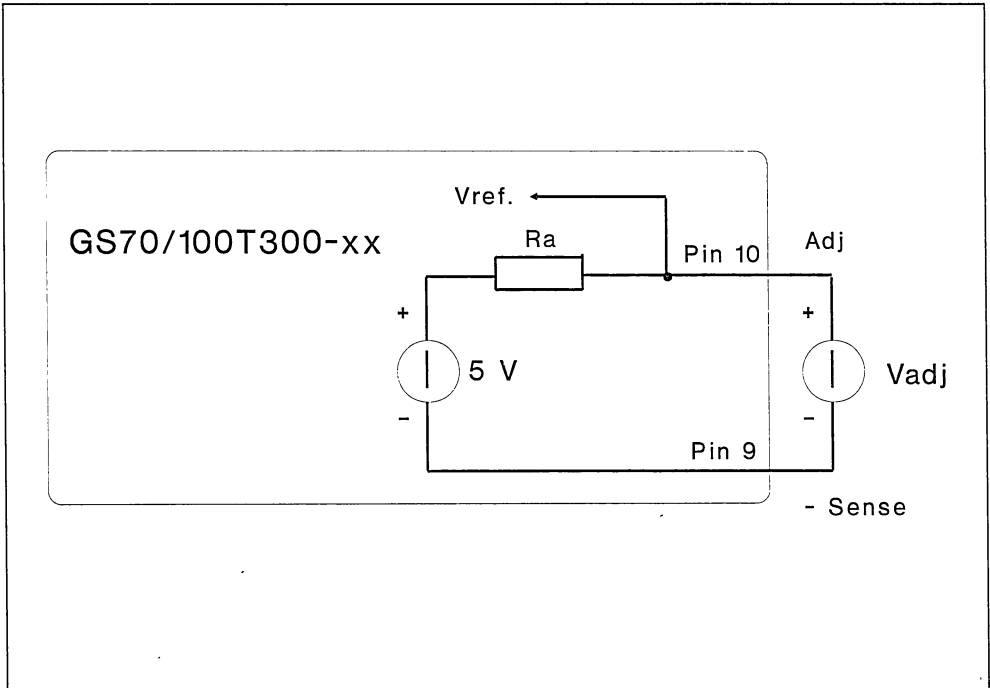 Vref.
GS70/100T300-xx
Ra
Pin 10
Adj
+
+
5 V
Vadj
-
-
Pin 9
- Sense